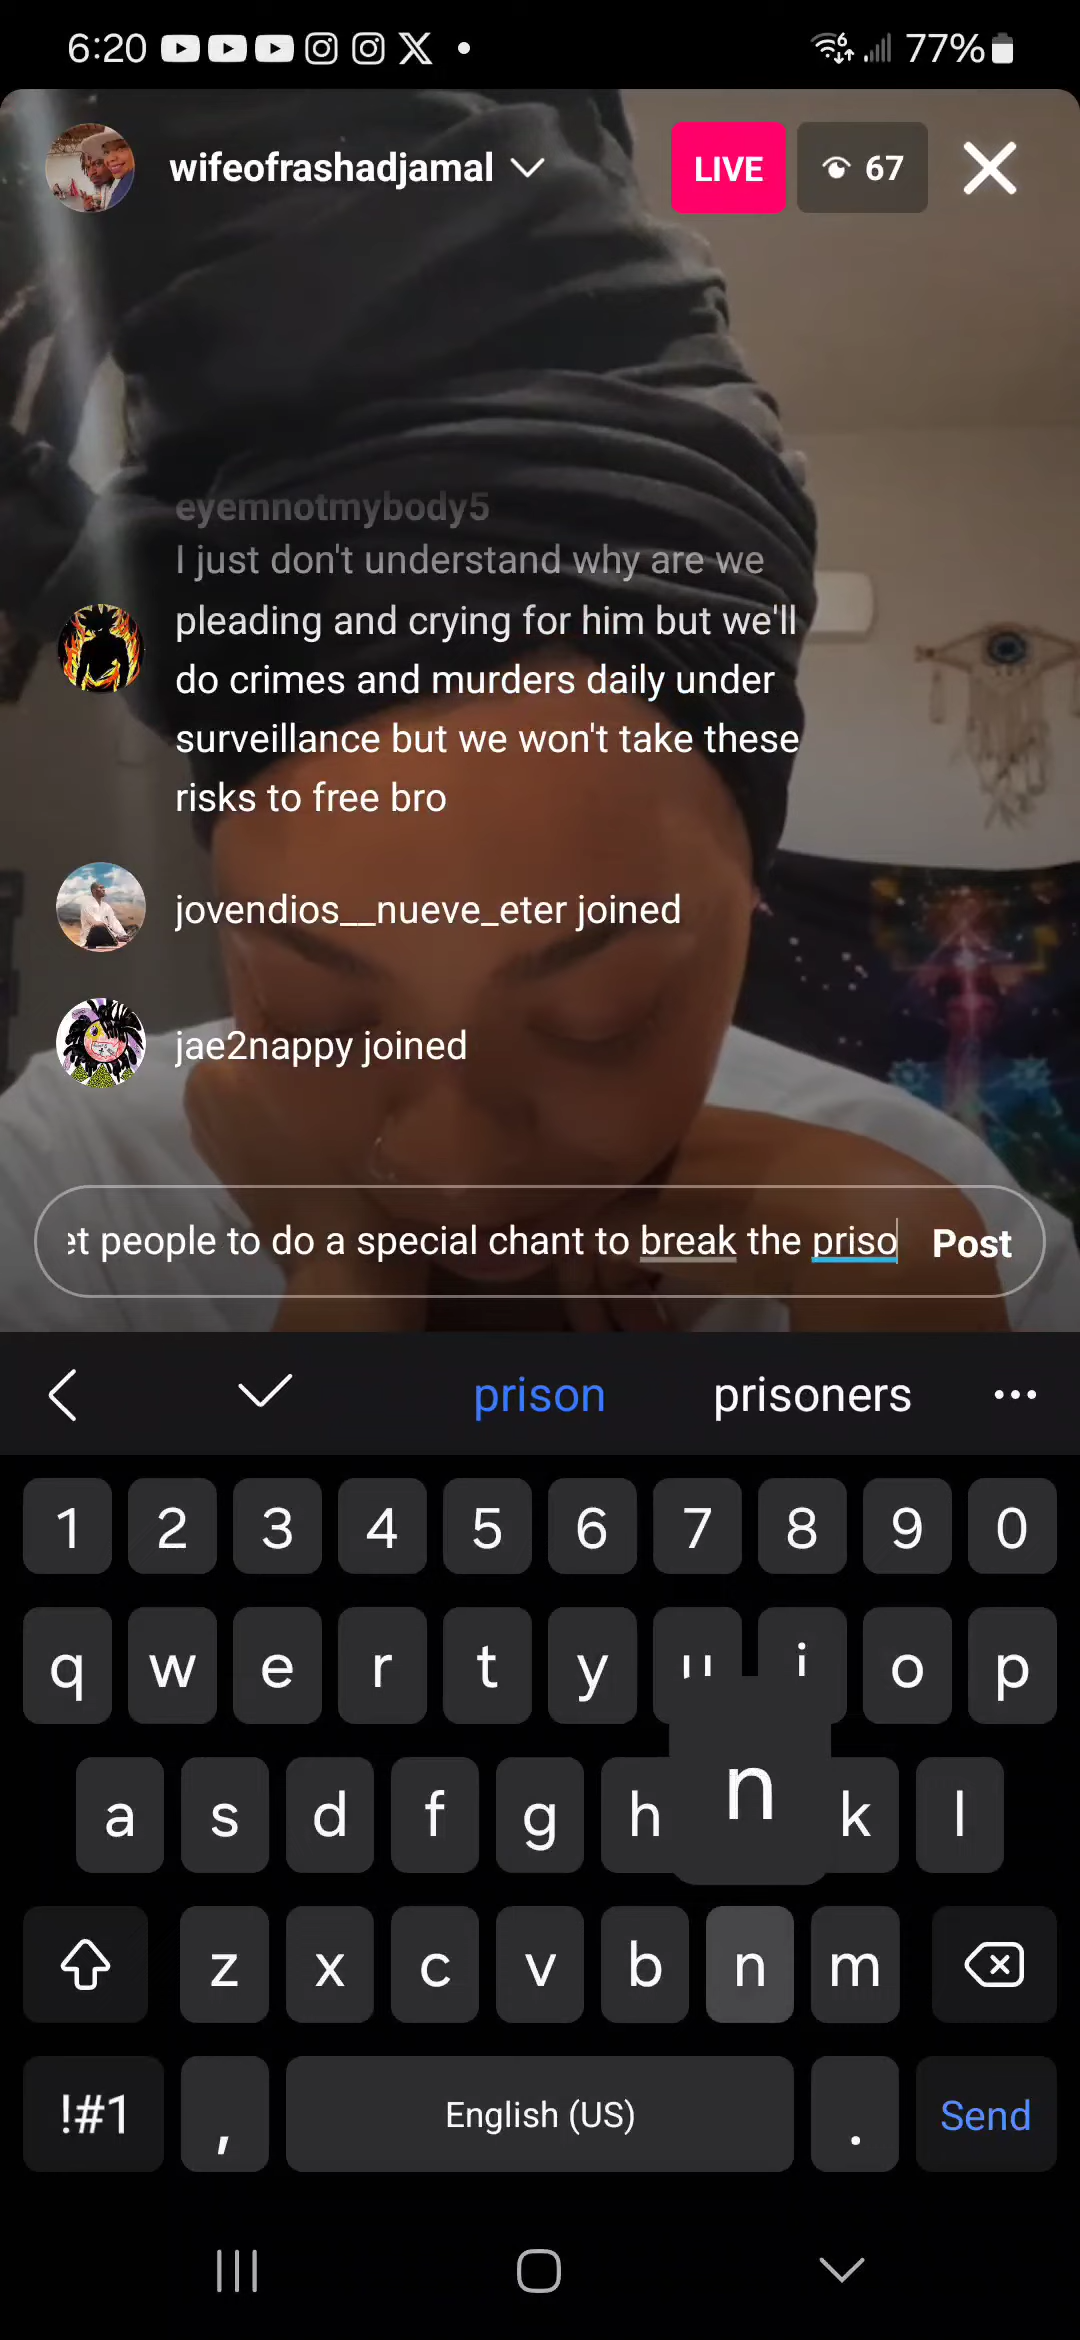 6:20
77%
wifeofrashadjamal
LIVE
67
eyemnotmybody5
I just don't understand why are we
pleading and crying for him but we'll
do crimes and murders daily under
surveillance but we won't take these
risks to free bro
jovendios__nueve_eter joined
jae2nappy joined
et people to do a special chant to break the priso
Post
prison
prisoners
1 2 3 4 5 6 7 8 9 0
q w e r t y u i o p
a s d f g h n k l
z x c v b n m
!#1 , English (US) . Send